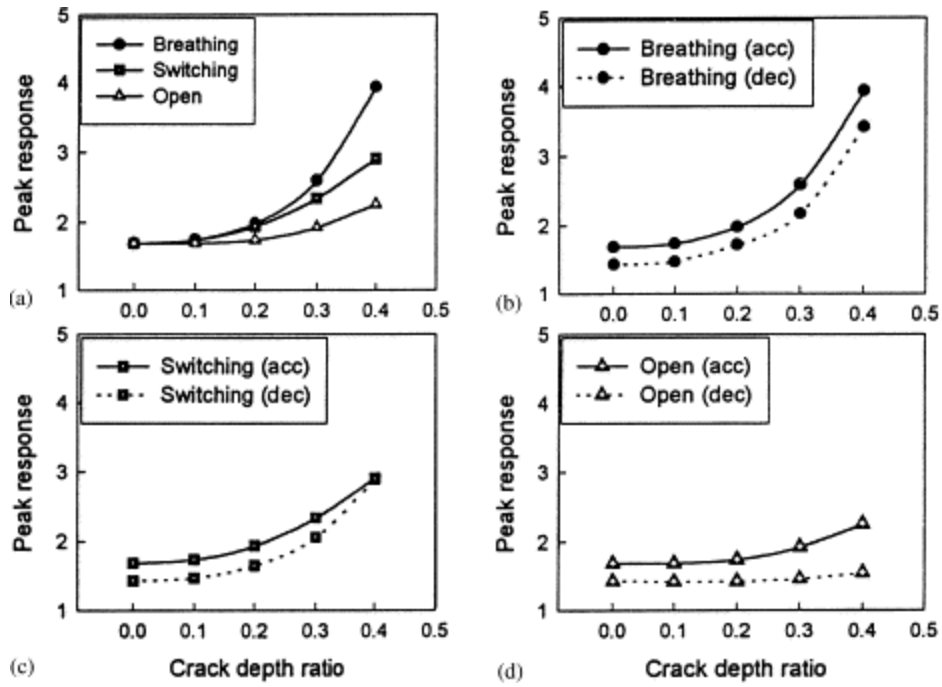 5
4
3
2
1
Peak response
Breathing
Switching
Open
0.0 0.1 0.2 0.3 0.4 0.5
(a)
5
4
3
2
1
Peak response
Breathing (acc)
Breathing (dec)
0.0 0.1 0.2 0.3 0.4 0.5
(b)
5
4
3
2
1
Peak response
Switching (acc)
Switching (dec)
0.0 0.1 0.2 0.3 0.4 0.5
(c)
Crack depth ratio
5
4
3
2
1
Peak response
Open (acc)
Open (dec)
0.0 0.1 0.2 0.3 0.4 0.5
(d)
Crack depth ratio